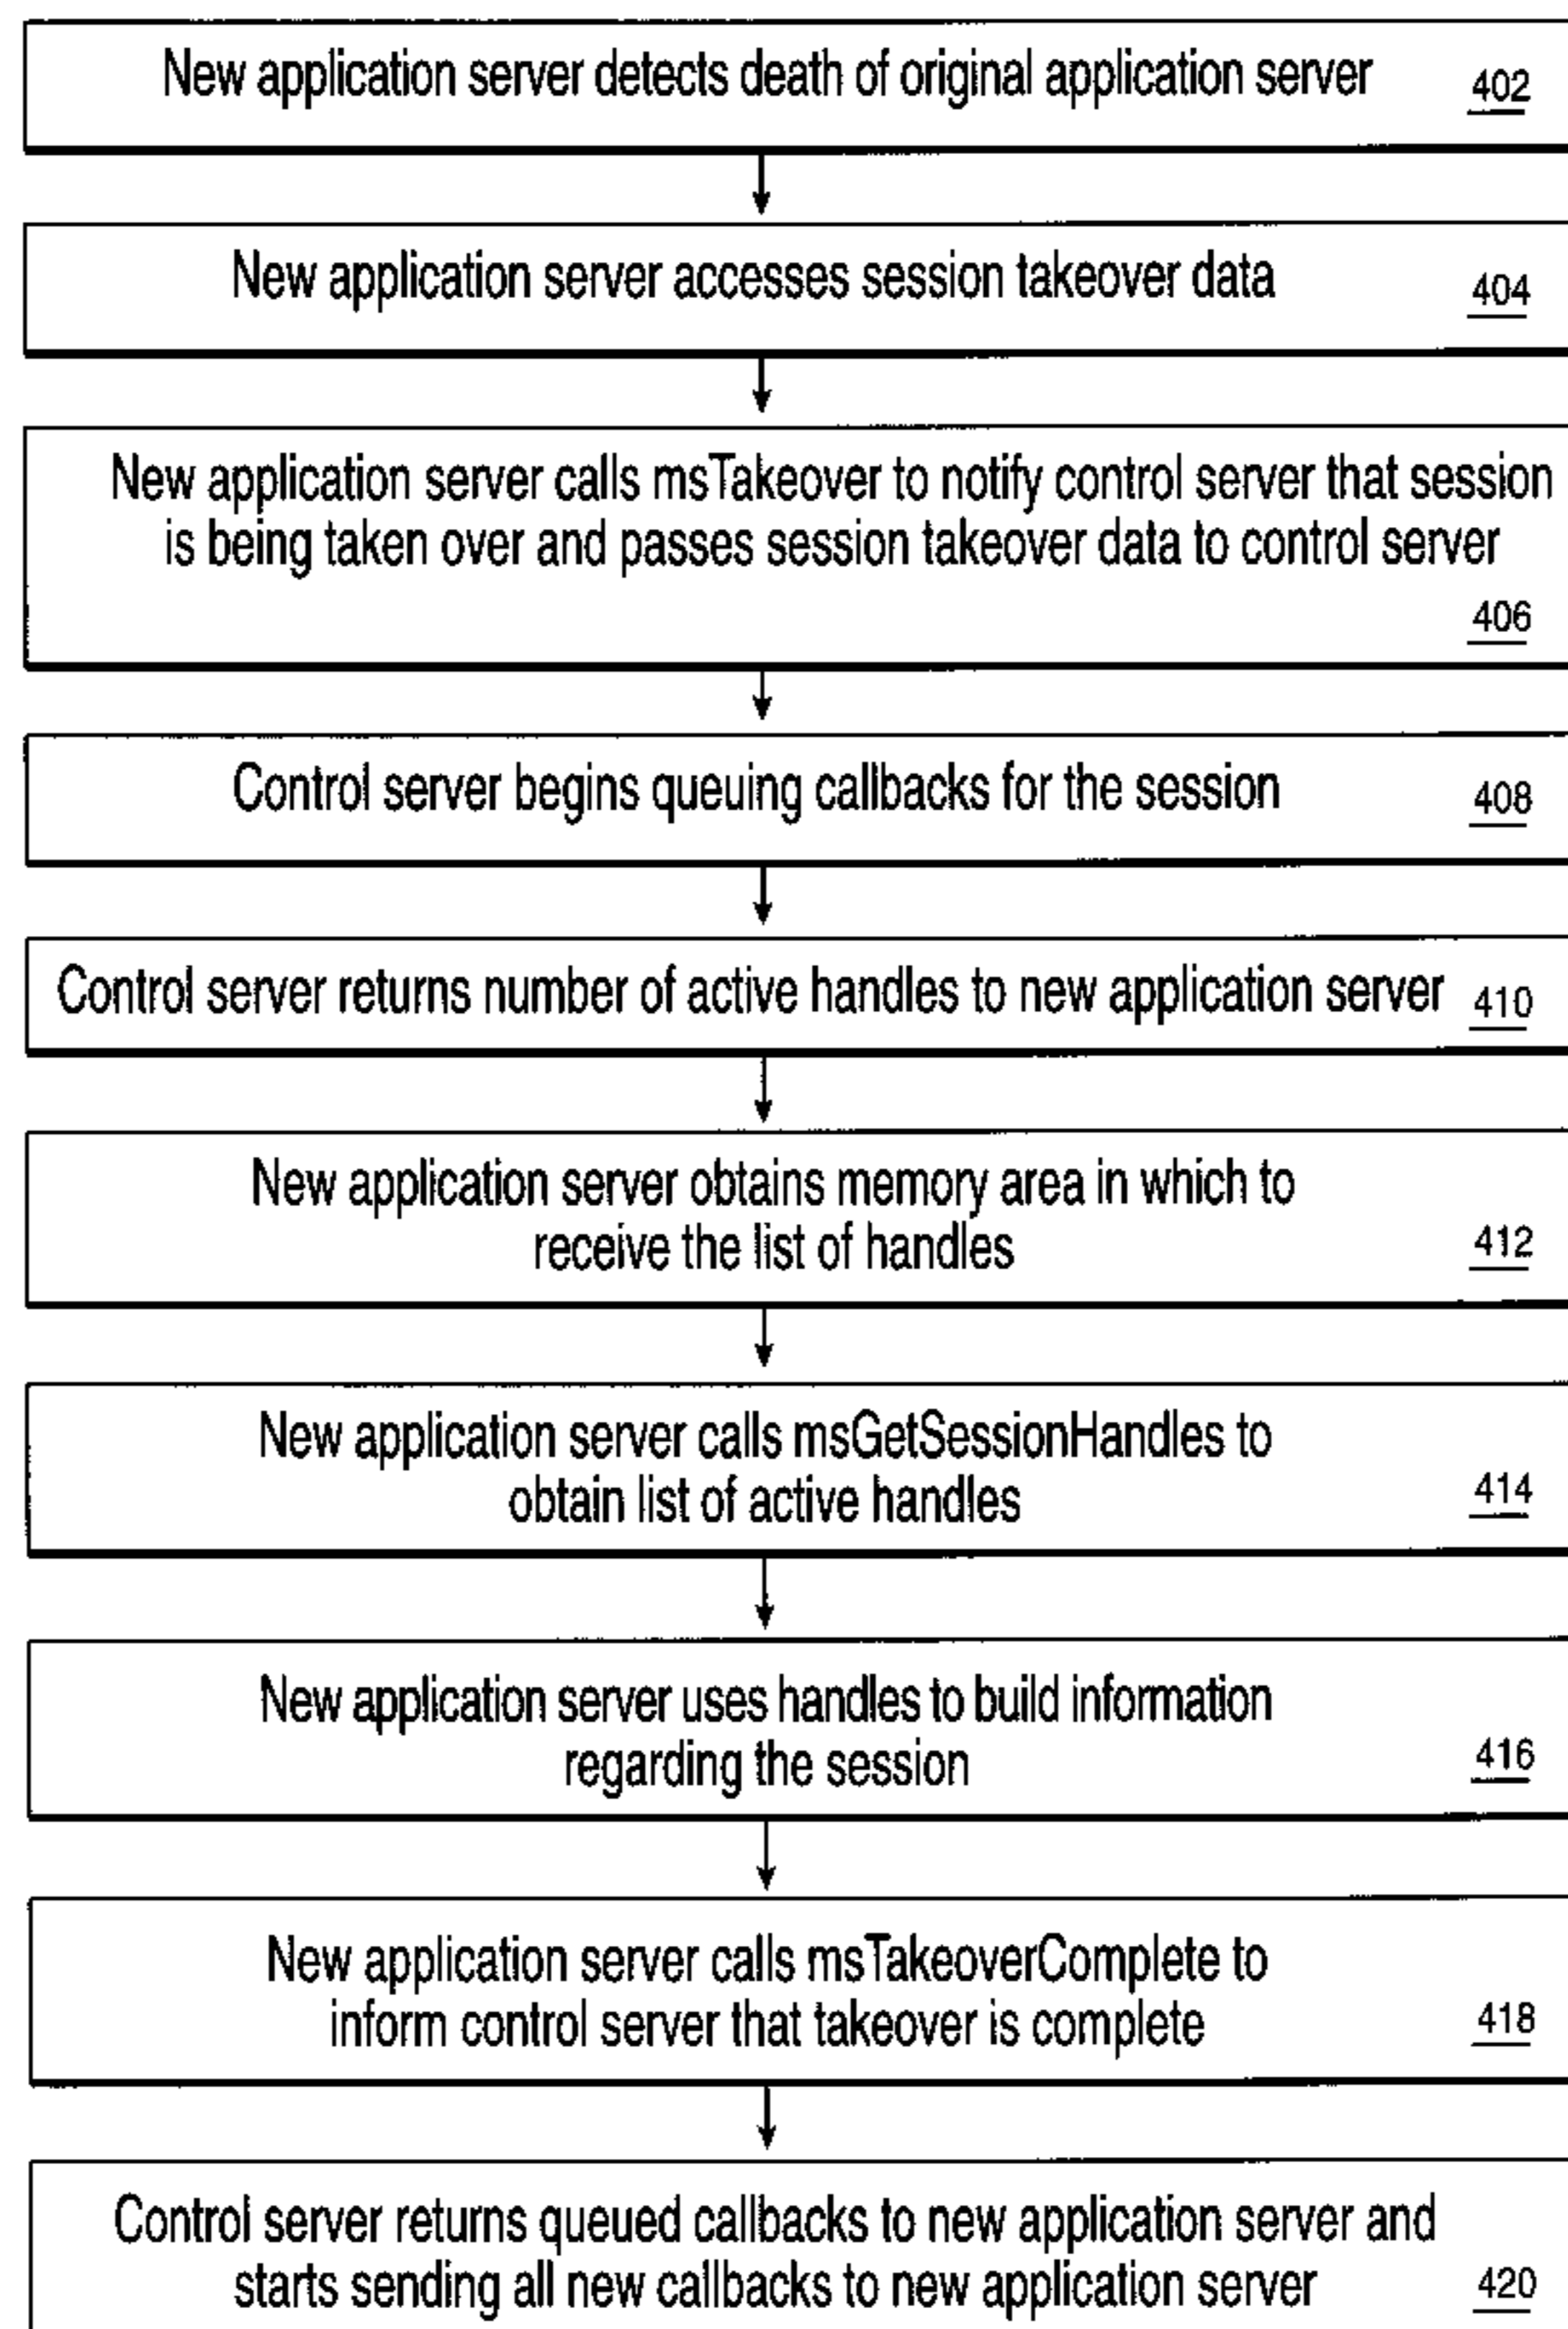 New application server detects death of original application server
402
New application server accesses session takeover data
404
New application server calls msTakeover to notify control server that session
is being taken over and passes session takeover data to control server
406
Control server begins queuing callbacks for the session
408
Control server returns number of active handles to new application server
410
New application server obtains memory area in which to
receive the list of handles
412
New application server calls msGetSessionHandles to
obtain list of active handles
414
New application server uses handles to build information
regarding the session
416
New application server calls msTakeoverComplete to
inform control server that takeover is complete
418
Control server returns queued callbacks to new application server and
starts sending all new callbacks to new application server
420